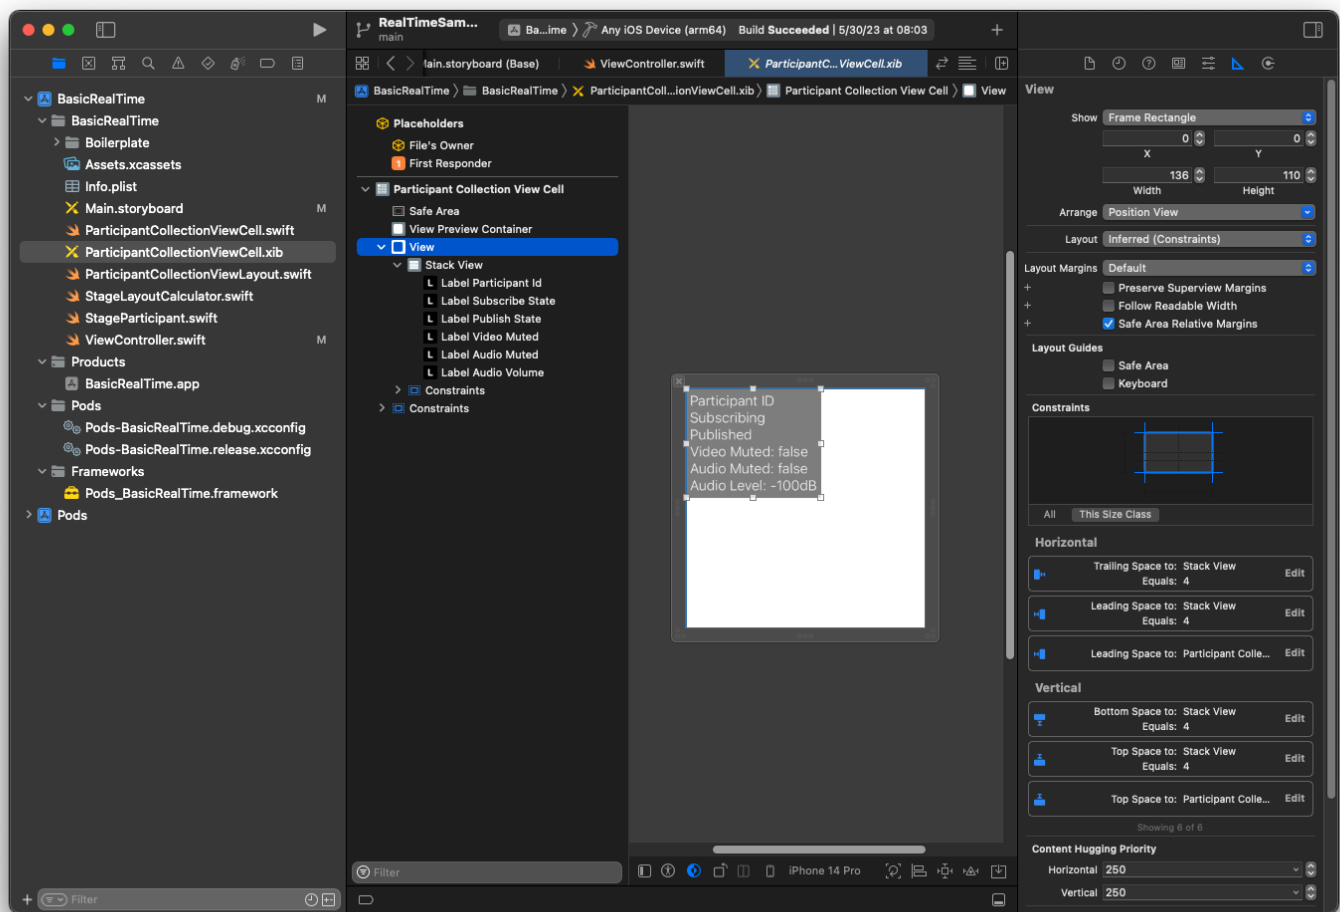 RealTimeSam...
main
Ba...ime 〉 Any iOS Device (arm64) Build Succeeded | 5/30/23 at 08:03
BasicRealTime M
BasicRealTime
Boilerplate
Assets.xcassets
Info.plist
Main.storyboard M
ParticipantCollectionViewCell.swift
ParticipantCollectionViewCell.xib
ParticipantCollectionViewLayout.swift
StageLayoutCalculator.swift
StageParticipant.swift
ViewController.swift M
Products
BasicRealTime.app
Pods
Pods-BasicRealTime.debug.xcconfig
Pods-BasicRealTime.release.xcconfig
Frameworks
Pods_BasicRealTime.framework
Pods
Filter
Main.storyboard (Base) ViewController.swift ParticipantC...ViewCell.xib
BasicRealTime 〉 BasicRealTime 〉 ParticipantColl...ionViewCell.xib 〉 Participant Collection View Cell 〉 View
Placeholders
File's Owner
1 First Responder
Participant Collection View Cell
Safe Area
View Preview Container
View
Stack View
L Label Participant Id
L Label Subscribe State
L Label Publish State
L Label Video Muted
L Label Audio Muted
L Label Audio Volume
Constraints
Constraints
Filter
Participant ID
Subscribing
Published
Video Muted: false
Audio Muted: false
Audio Level: -100dB
iPhone 14 Pro
View
Show Frame Rectangle
0 0
X Y
136 110
Width Height
Arrange Position View
Layout Inferred (Constraints)
Layout Margins Default
Preserve Superview Margins
Follow Readable Width
Safe Area Relative Margins
Layout Guides
Safe Area
Keyboard
Constraints
All This Size Class
Horizontal
Trailing Space to: Stack View
Equals: 4
Edit
Leading Space to: Stack View
Equals: 4
Edit
Leading Space to: Participant Colle... Edit
Vertical
Bottom Space to: Stack View
Equals: 4
Edit
Top Space to: Stack View
Equals: 4
Edit
Top Space to: Participant Colle... Edit
Showing 6 of 6
Content Hugging Priority
Horizontal 250
Vertical 250